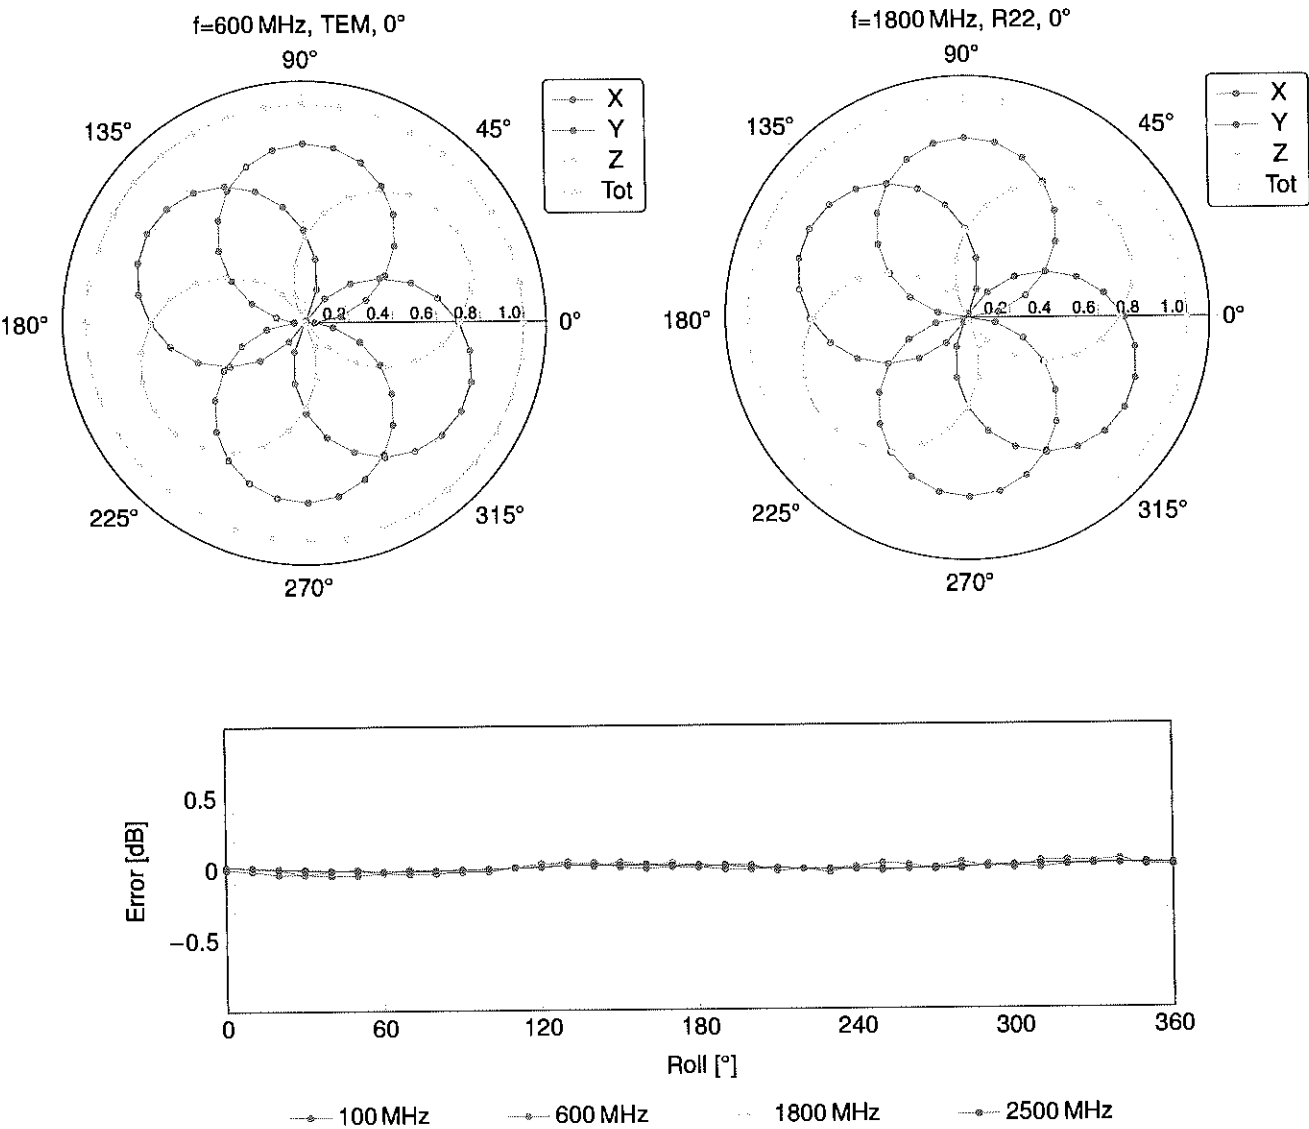 f=600 MHz, TEM, 0°
90°
135°
45°
X
Y
Z
Tot
180°
0.2
0.4
0.6
0.8
1.0
0°
225°
315°
270°
f=1800 MHz, R22, 0°
90°
135°
45°
X
Y
Z
Tot
180°
0.2
0.4
0.6
0.8
1.0
0°
225°
315°
270°
Error [dB]
0.5
0
−0.5
0
60
120
180
240
300
360
Roll [°]
100 MHz
600 MHz
1800 MHz
2500 MHz